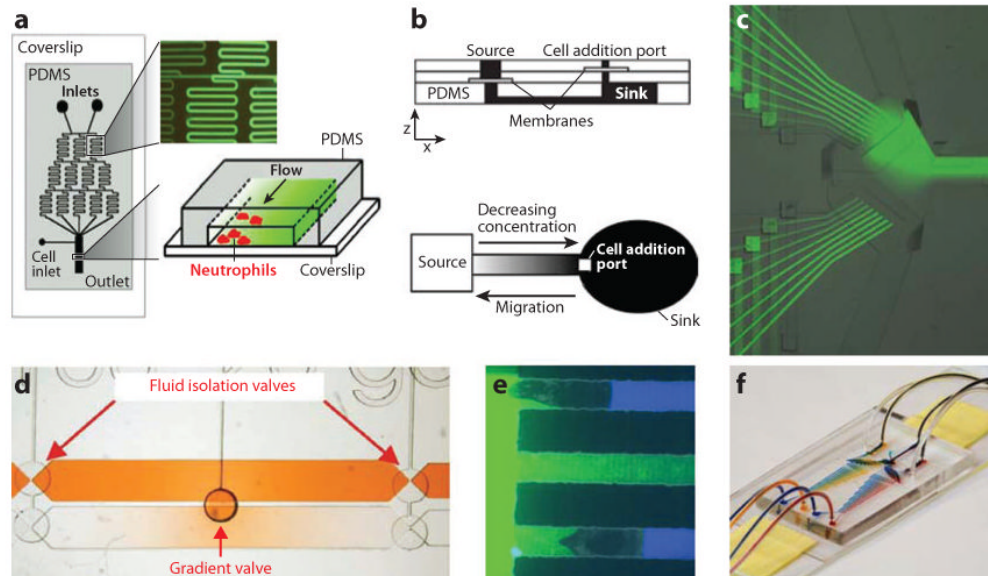 a
Coverslip
PDMS
Inlets
Cell
inlet
Outlet
PDMS
Flow
Neutrophils
Coverslip
b
Source
Cell addition port
PDMS
Sink
Membranes
z
x
Decreasing
concentration
Source
Cell addition
port
Migration
Sink
c
d
Fluid isolation valves
Gradient valve
e
f